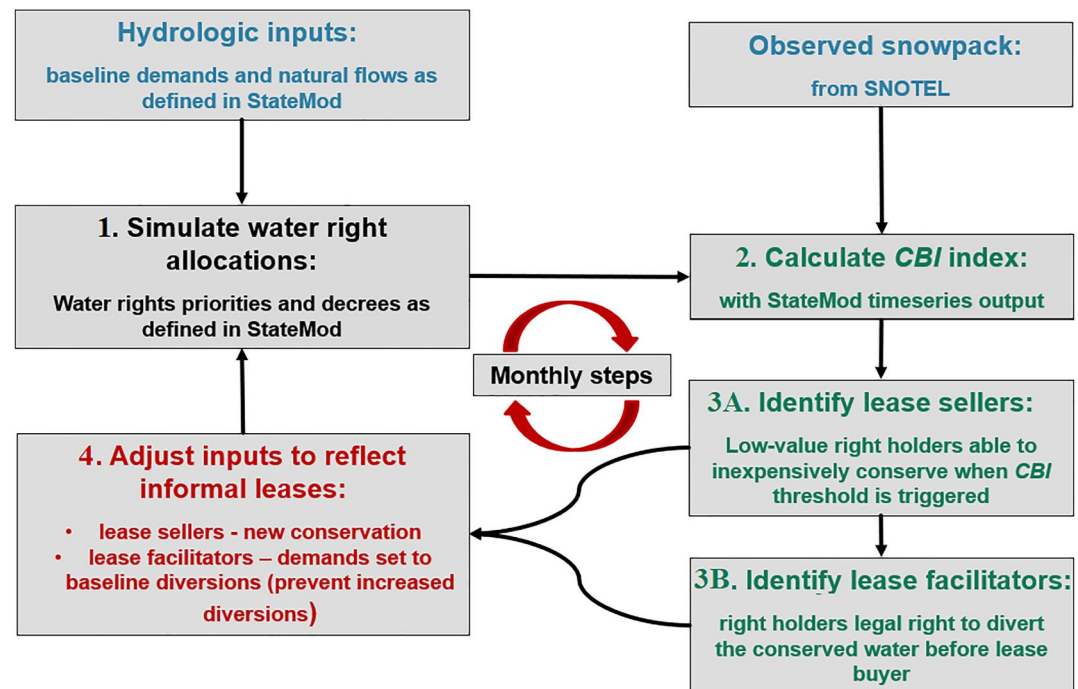 Hydrologic inputs:
baseline demands and natural flows as
defined in StateMod
Observed snowpack:
from SNOTEL
1. Simulate water right
allocations:
Water rights priorities and decrees as
defined in StateMod
2. Calculate CBI index:
with StateMod timeseries output
Monthly steps
3A. Identify lease sellers:
Low-value right holders able to
inexpensively conserve when CBI
threshold is triggered
3B. Identify lease facilitators:
right holders legal right to divert
the conserved water before lease
buyer
4. Adjust inputs to reflect
informal leases:
• lease sellers - new conservation
• lease facilitators – demands set to
baseline diversions (prevent increased
diversions)